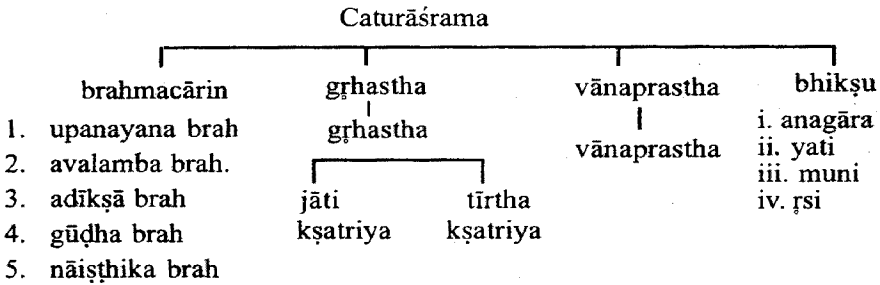 Caturāśrama
brahmacārin gṛhastha vānaprastha bhikṣu
1. upanayana brah gṛhastha vānaprastha i. anagāra
2. avalamba brah. ii. yati
3. adīkṣā brah jāti tīrtha iii. muni
4. gūḍha brah kṣatriya kṣatriya iv. ṛsi
5. nāiṣṭhika brah